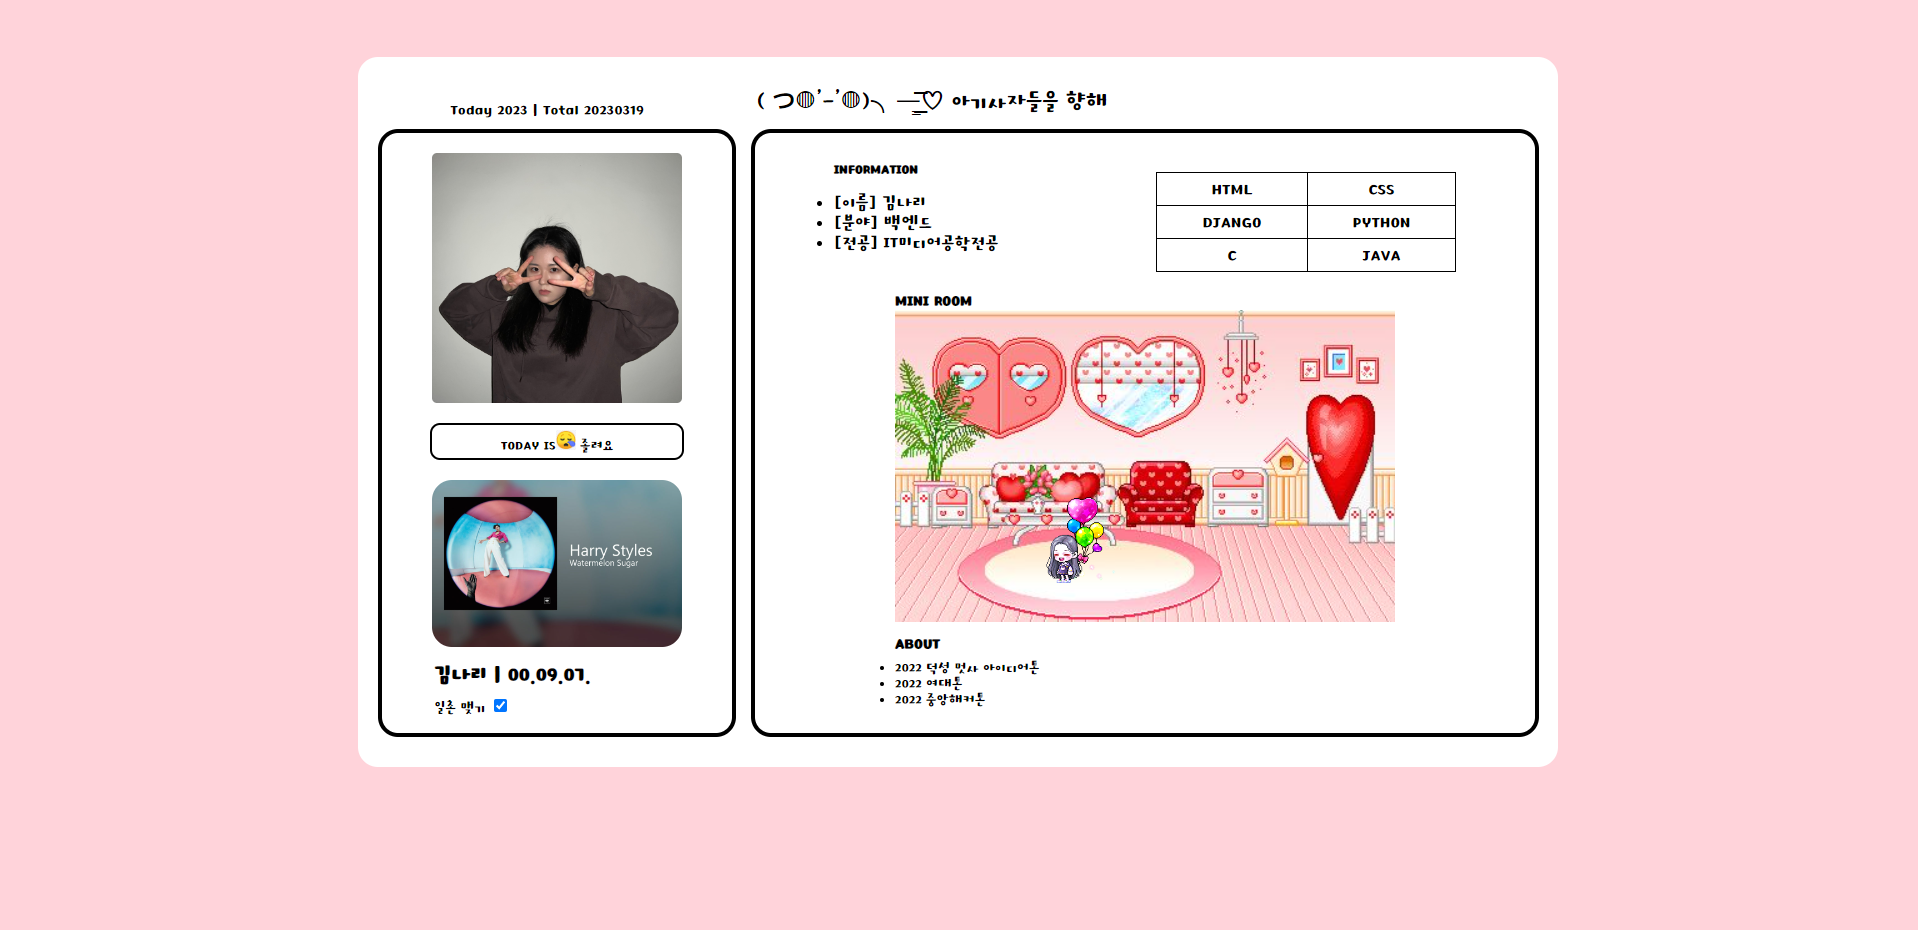 Today 2023 | Total 20230319
( つ◍’-’◍)╮ —͟͟͞͞♡ 아기사자들을 향해
TODAY IS😪 졸려요
Harry Styles
Watermelon Sugar
김나리 | 00.09.07.
일촌 맺기
INFORMATION
[이름] 김나리
[분야] 백엔드
[전공] IT미디어공학전공
HTML CSS
DJANGO PYTHON
C JAVA
MINI ROOM
ABOUT
2022 덕성 멋사 아이디어톤
2022 여대톤
2022 중앙해커톤